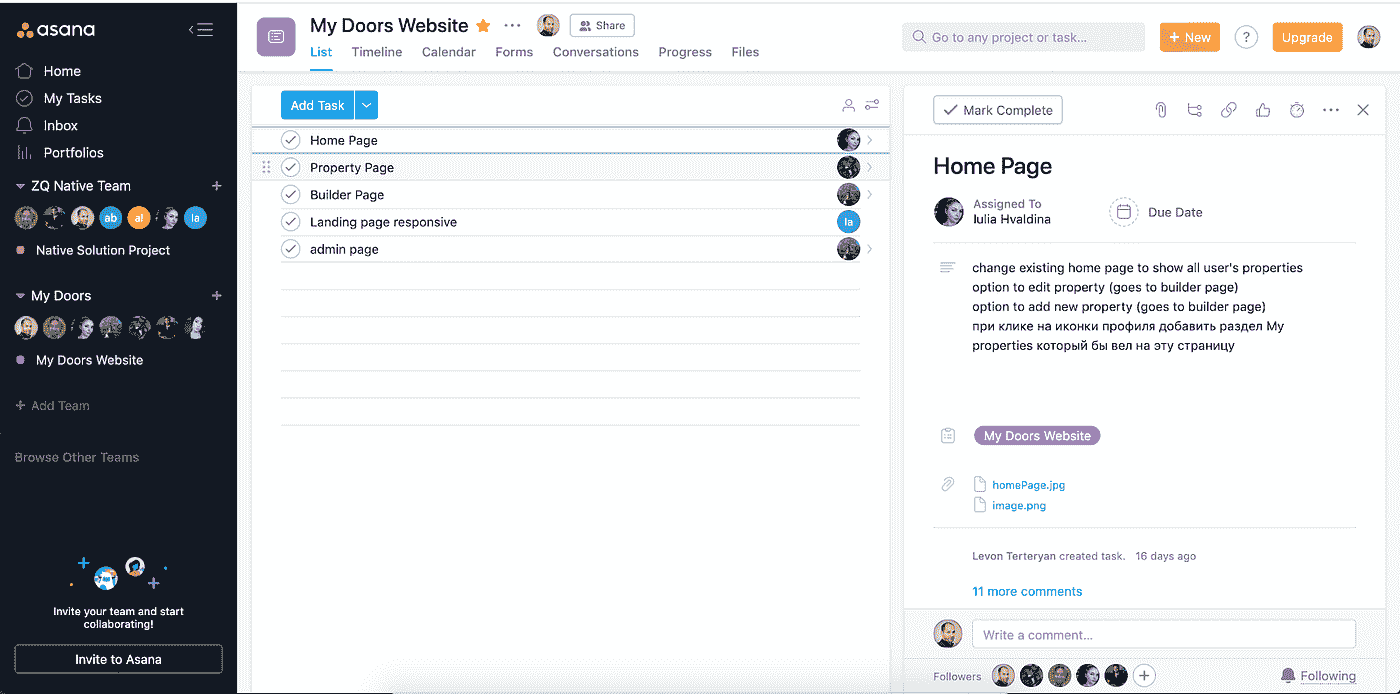 asana
Home
My Tasks
Inbox
Portfolios
ZQ Native Team
ab
a!
la
Native Solution Project
My Doors
My Doors Website
+ Add Team
Browse Other Teams
Invite your team and start
collaborating!
Invite to Asana
My Doors Website
Share
List Timeline Calendar Forms Conversations Progress Files
Go to any project or task...
+ New
?
Upgrade
Add Task
Home Page
Property Page
Builder Page
Landing page responsive
la
admin page
Mark Complete
Home Page
Assigned To
Iulia Hvaldina
Due Date
change existing home page to show all user's properties
option to edit property (goes to builder page)
option to add new property (goes to builder page)
при клике на иконки профиля добавить раздел My
properties который бы вел на эту страницу
My Doors Website
homePage.jpg
image.png
Levon Terteryan created task. 16 days ago
11 more comments
Write a comment...
Followers
Following